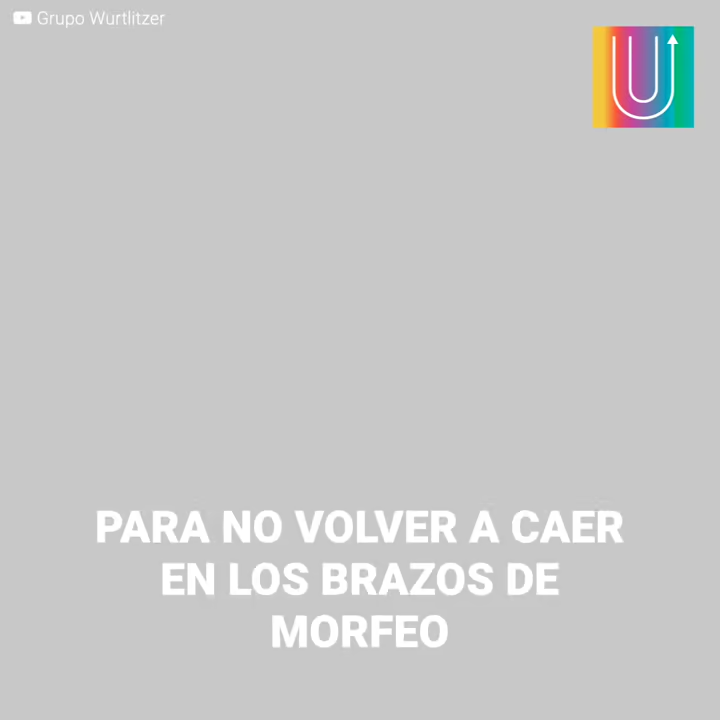 Grupo Wurtlitzer
U
PARA NO VOLVER A CAER
EN LOS BRAZOS DE
MORFEO